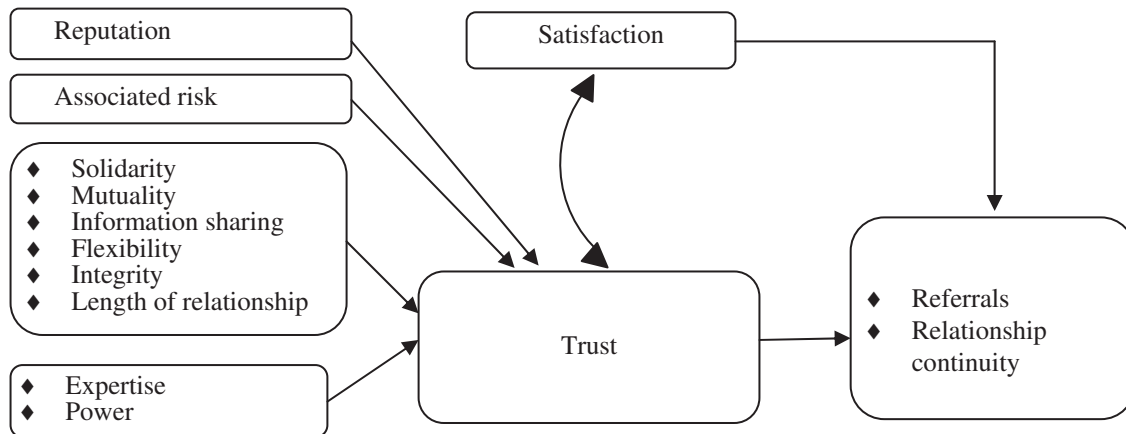 Reputation
Satisfaction
Associated risk
♦ Solidarity
♦ Mutuality
♦ Information sharing
♦ Flexibility
♦ Integrity
♦ Length of relationship
Trust
♦ Referrals
♦ Relationship
continuity
♦ Expertise
♦ Power